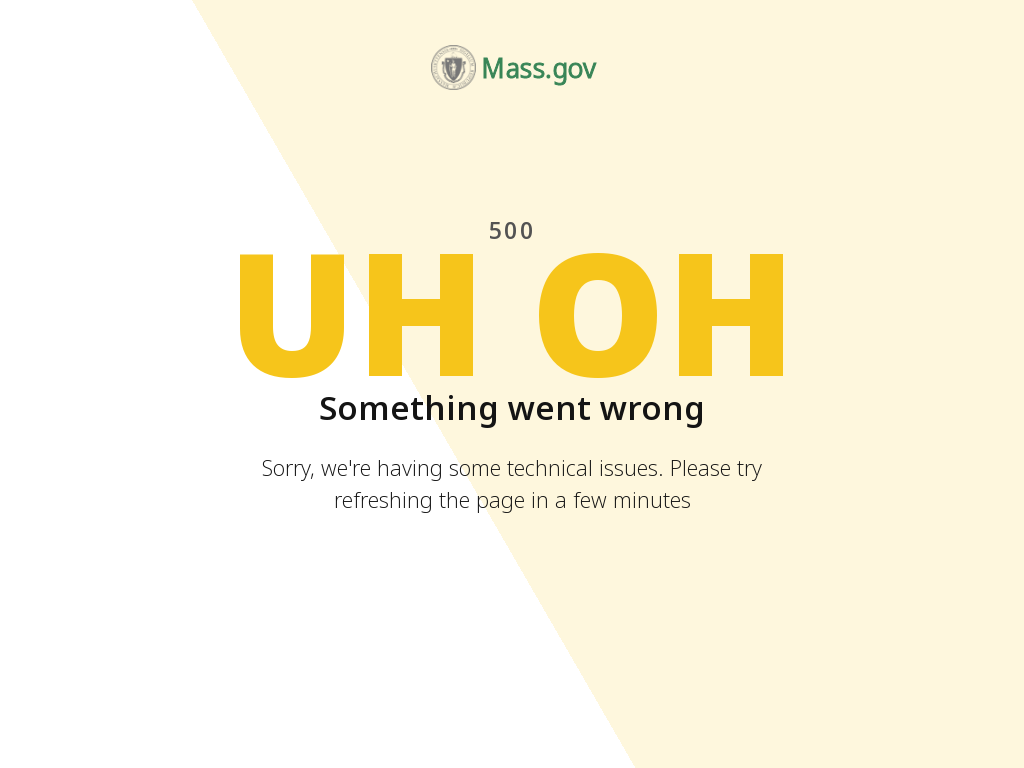 Mass.gov
500
UH OH
Something went wrong
Sorry, we're having some technical issues. Please try
refreshing the page in a few minutes